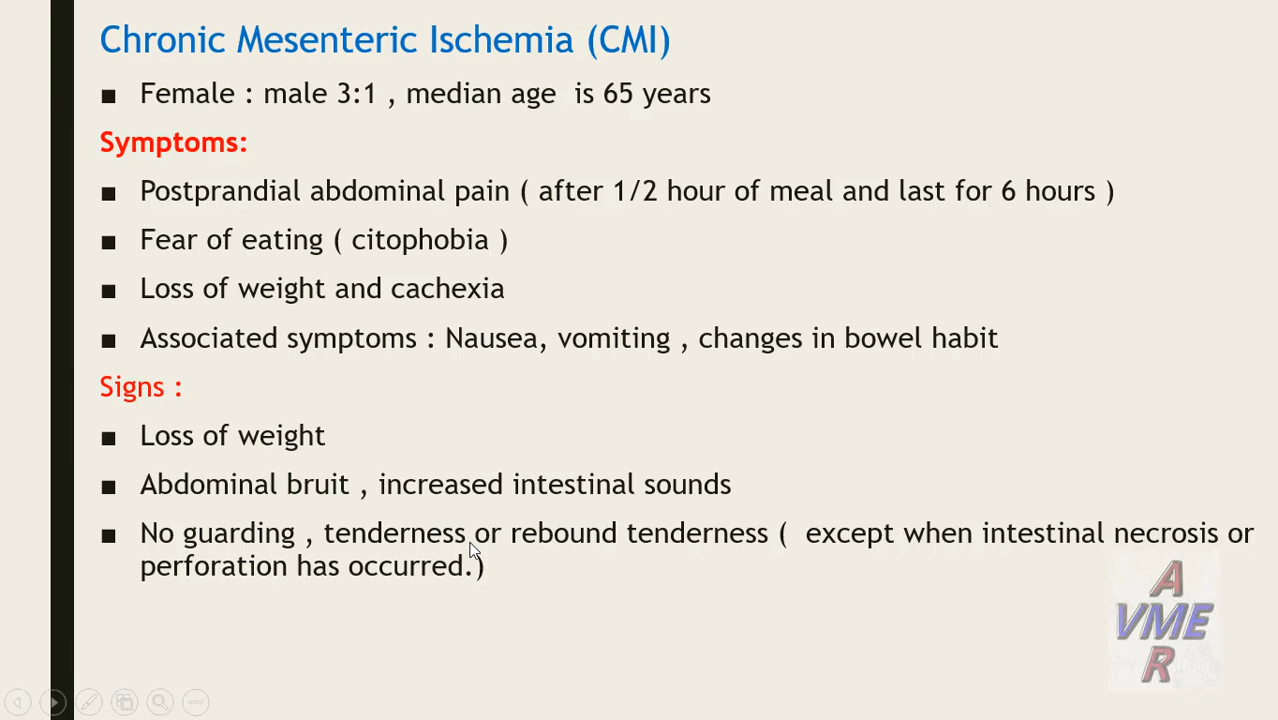 Chronic Mesenteric Ischemia (CMI)
■ Female : male 3:1 , median age  is 65 years
Symptoms:
■ Postprandial abdominal pain ( after 1/2 hour of meal and last for 6 hours )
■ Fear of eating ( citophobia )
■ Loss of weight and cachexia
■ Associated symptoms : Nausea, vomiting , changes in bowel habit
Signs :
■ Loss of weight
■ Abdominal bruit , increased intestinal sounds
■ No guarding , tenderness or rebound tenderness (  except when intestinal necrosis or
perforation has occurred.)
A
VME
R